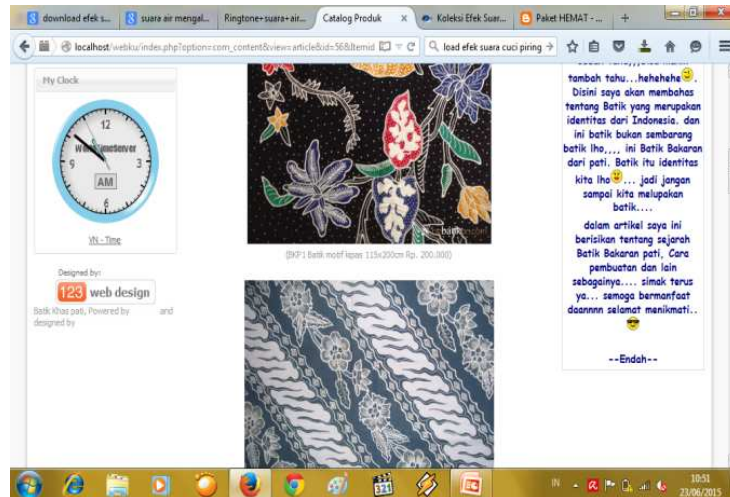 download efek s...
suara air mengal...
Ringtone+suara+air...
Catalog Produk
Koleksi Efek Suar...
Paket HEMAT - ...
localhost/webku/index.php?option=com_content&view=article&id=56&Itemid
load efek suara cuci piring
My Clock
12
9
3
6
AM
VN - Time
Designed by:
123 web design
Batik Khas pati, Powered by and
designed by
(BKP1 Batik motif lepas 115x200cm Rp. 200.000)
tambah tahu...hehehehe.
Disini saya akan membahas
tentang Batik yang merupakan
identitas dari Indonesia. dan
ini batik bukan sembarang
batik lho,,,, ini Batik Bakaran
dari pati. Batik itu identitas
kita lho... jadi jangan
sampai kita melupakan
batik....
dalam artikel saya ini
berisikan tentang sejarah
Batik Bakaran pati, Cara
pembuatan dan lain
sebagainya.... simak terus
ya... semoga bermanfaat
daannnn selamat menikmati..
--Endah--
321
IN
10:51
23/06/2015